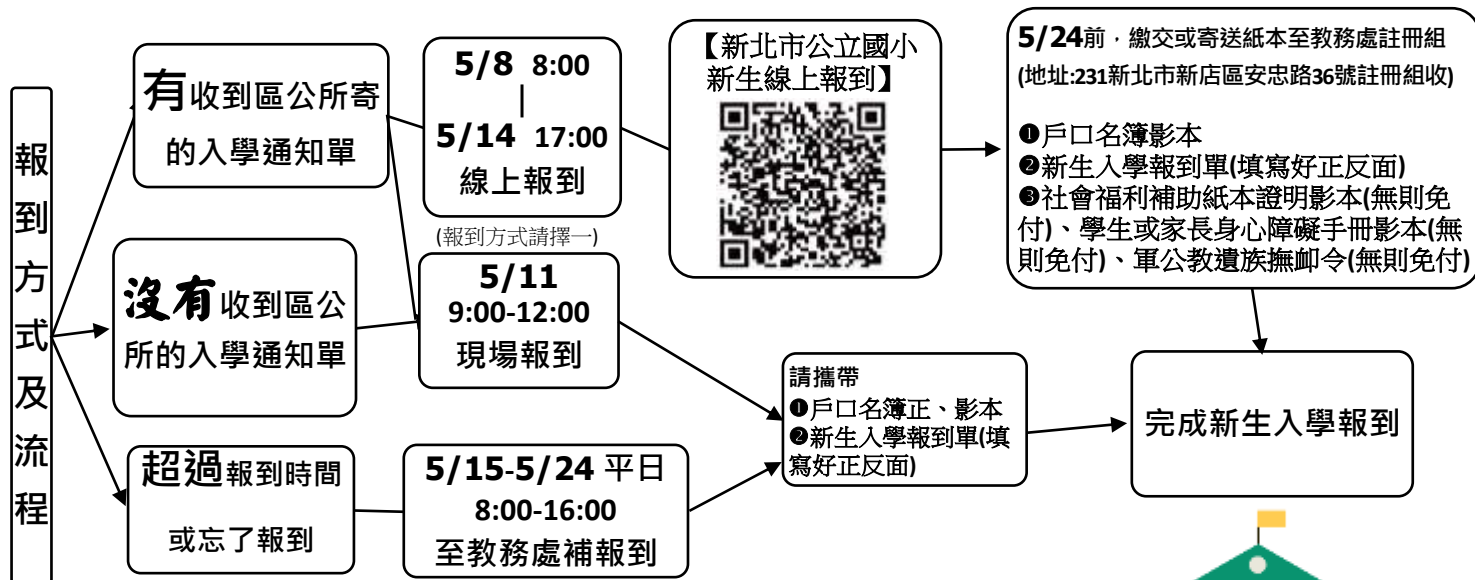 報到方式及流程
有收到區公所寄
的入學通知單
5/8 8:00
|
5/14 17:00
線上報到
(報到方式請擇一)
【新北市公立國小
新生線上報到】
5/24前，繳交或寄送紙本至教務處註冊組
(地址:231新北市新店區安忠路36號註冊組收)
❶戶口名簿影本
❷新生入學報到單(填寫好正反面)
❸社會福利補助紙本證明影本(無則免
付)、學生或家長身心障礙手冊影本(無
則免付)、軍公教遺族撫卹令(無則免付)
沒有收到區公
所的入學通知單
5/11
9:00-12:00
現場報到
超過報到時間
或忘了報到
5/15-5/24 平日
8:00-16:00
至教務處補報到
請攜帶
❶戶口名簿正、影本
❷新生入學報到單(填
寫好正反面)
完成新生入學報到